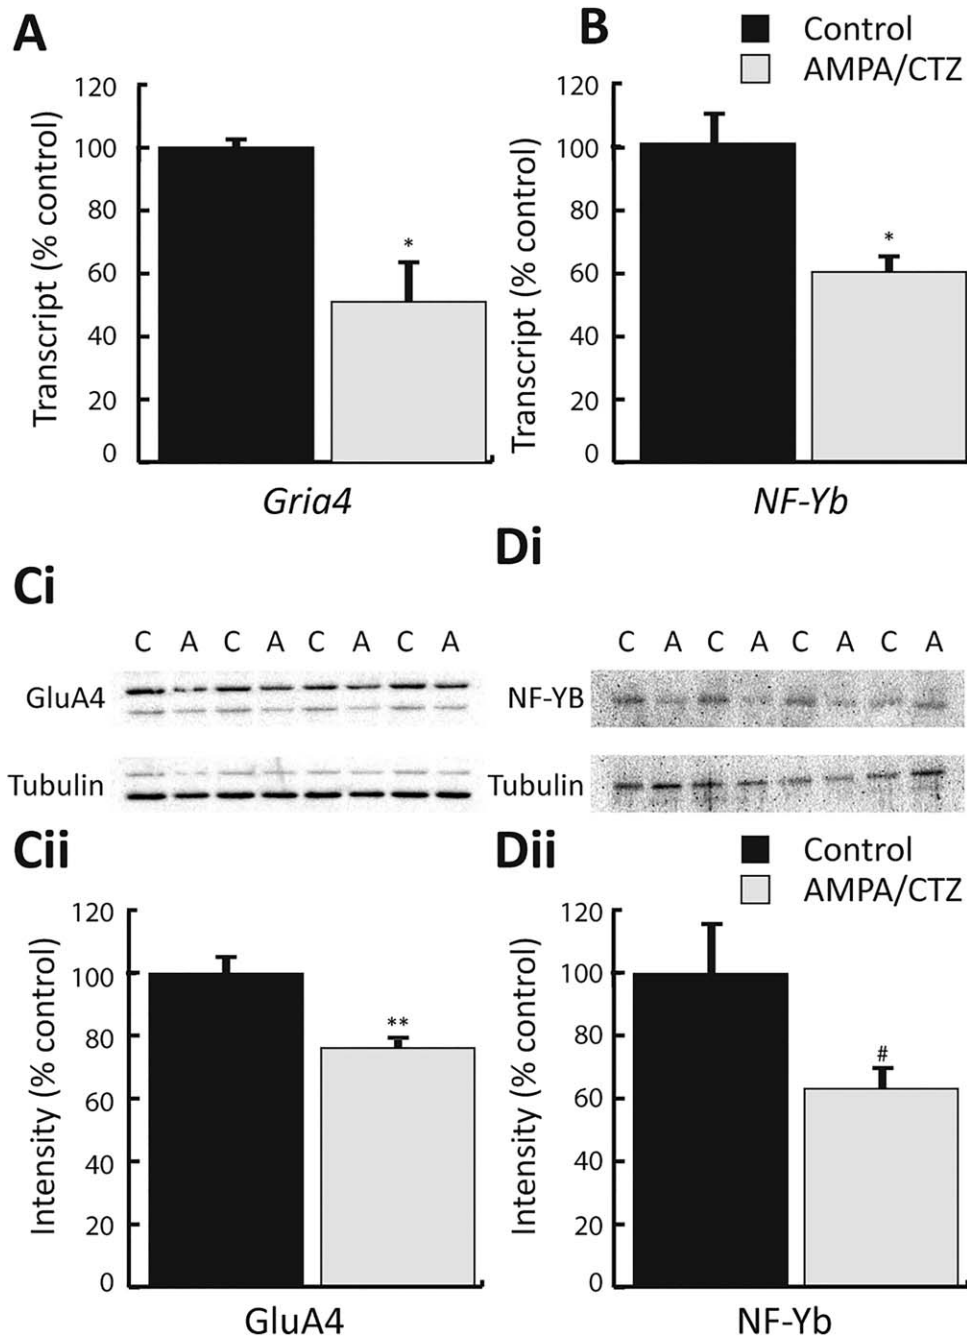 A
B
Control
AMPA/CTZ
Transcript (% control)
120
100
80
60
40
20
0
*
Gria4
Transcript (% control)
120
100
80
60
40
20
0
*
NF-Yb
Ci
C A C A C A C A
GluA4
Tubulin
Di
C A C A C A C A
NF-YB
Tubulin
Cii
Intensity (% control)
120
100
80
60
40
20
0
**
GluA4
Dii
Control
AMPA/CTZ
Intensity (% control)
120
100
80
60
40
20
0
#
NF-Yb